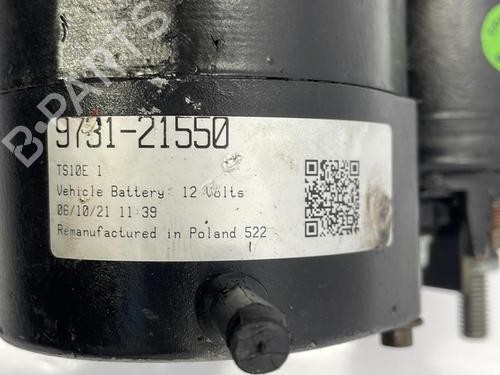 B-PARTS
9731-21550
TS10E 1
Vehicle Battery: 12 Volts
06/10/21 11:39
Remanufactured in Poland 522